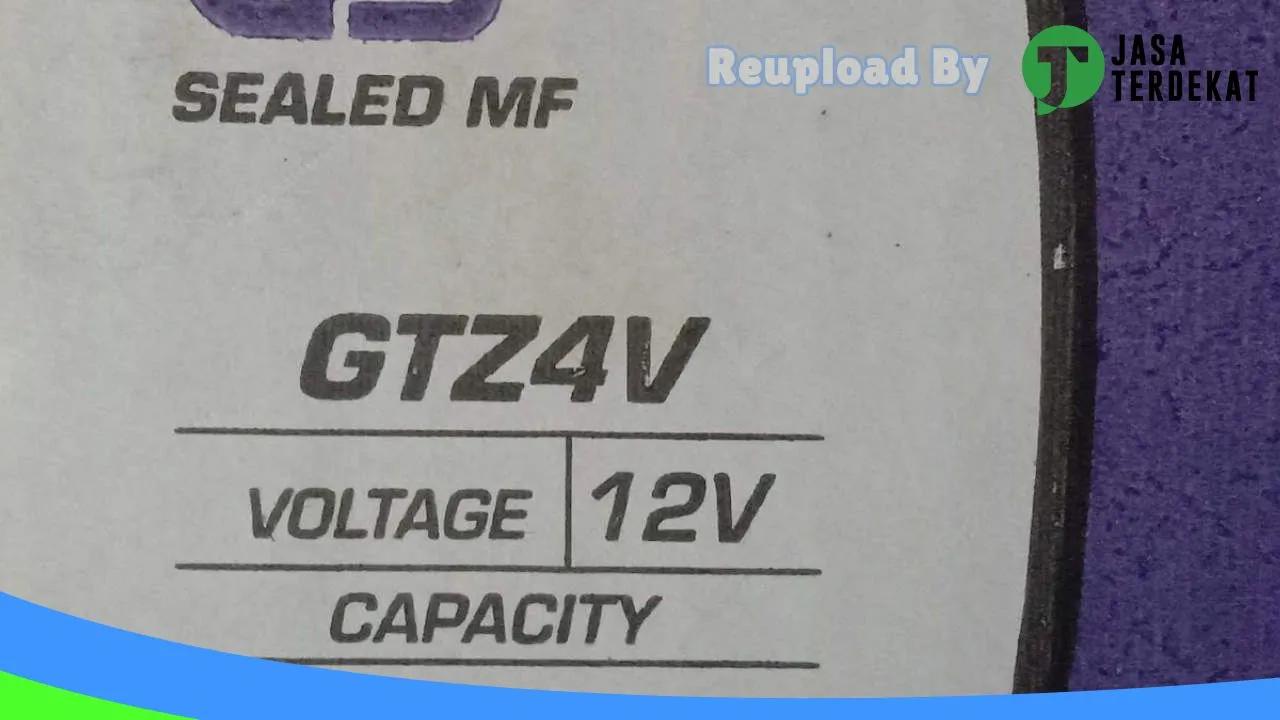 Reupload By
JASA
TERDEKAT
SEALED MF
GTZ4V
VOLTAGE 12V
CAPACITY